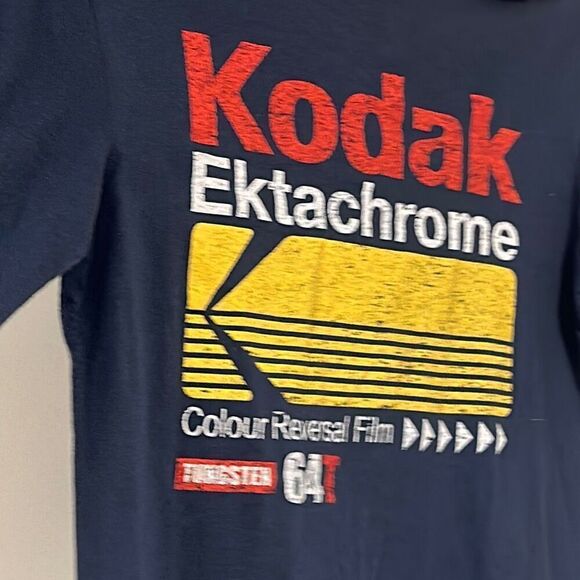 Kodak
Ektachrome
Colour Reversal Film
TUNGSTEN 64T